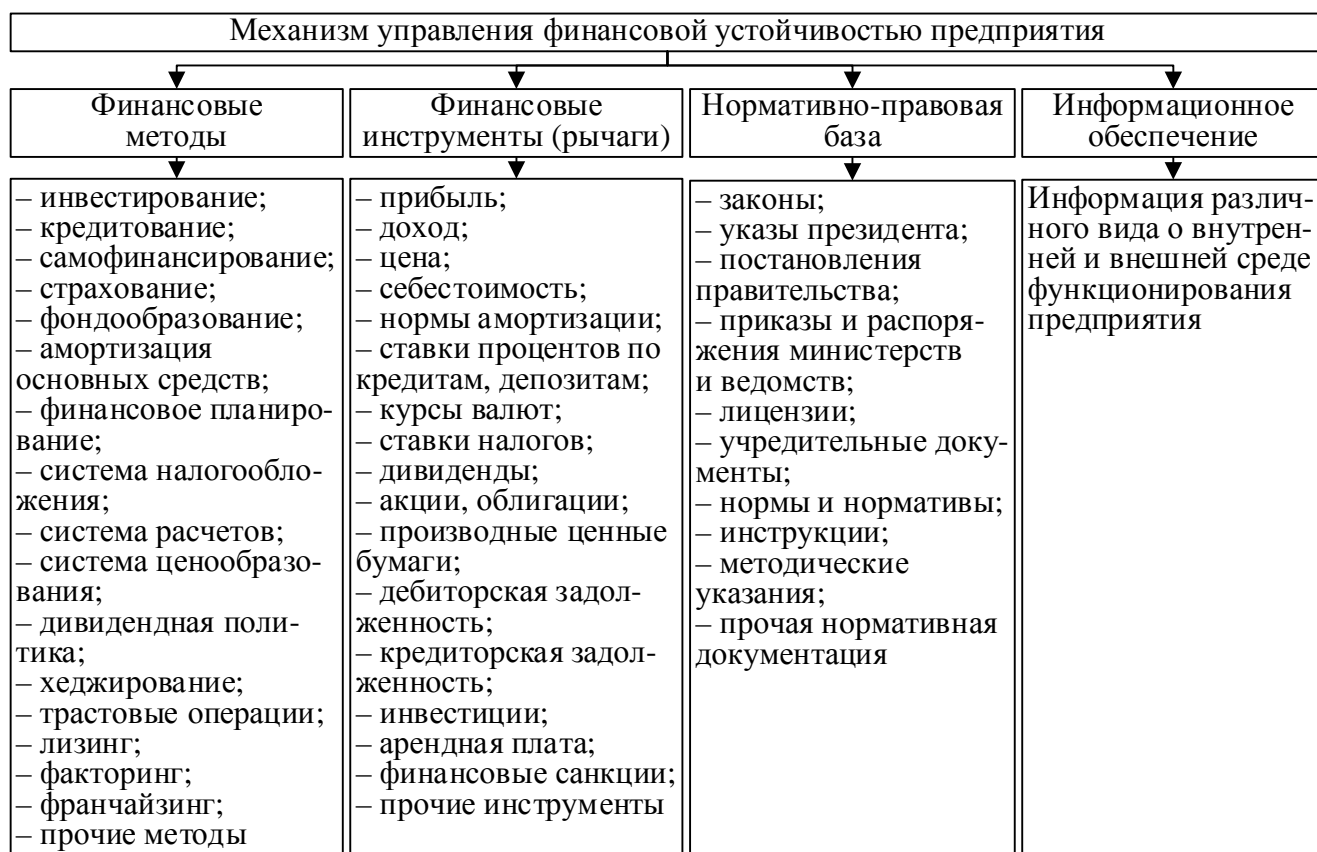 Механизм управления финансовой устойчивостью предприятия
Финансовые
методы
– инвестирование;
– кредитование;
– самофинансирование;
– страхование;
– фондообразование;
– амортизация
основных средств;
– финансовое планиро-
вание;
– система налогообло-
жения;
– система расчетов;
– система ценообразо-
вания;
– дивидендная поли-
тика;
– хеджирование;
– трастовые операции;
– лизинг;
– факторинг;
– франчайзинг;
– прочие методы
Финансовые
инструменты (рычаги)
– прибыль;
– доход;
– цена;
– себестоимость;
– нормы амортизации;
– ставки процентов по
кредитам, депозитам;
– курсы валют;
– ставки налогов;
– дивиденды;
– акции, облигации;
– производные ценные
бумаги;
– дебиторская задол-
женность;
– кредиторская задол-
женность;
– инвестиции;
– арендная плата;
– финансовые санкции;
– прочие инструменты
Нормативно-правовая
база
– законы;
– указы президента;
– постановления
правительства;
– приказы и распоря-
жения министерств
и ведомств;
– лицензии;
– учредительные доку-
менты;
– нормы и нормативы;
– инструкции;
– методические
указания;
– прочая нормативная
документация
Информационное
обеспечение
Информация различ-
ного вида о внутрен-
ней и внешней среде
функционирования
предприятия